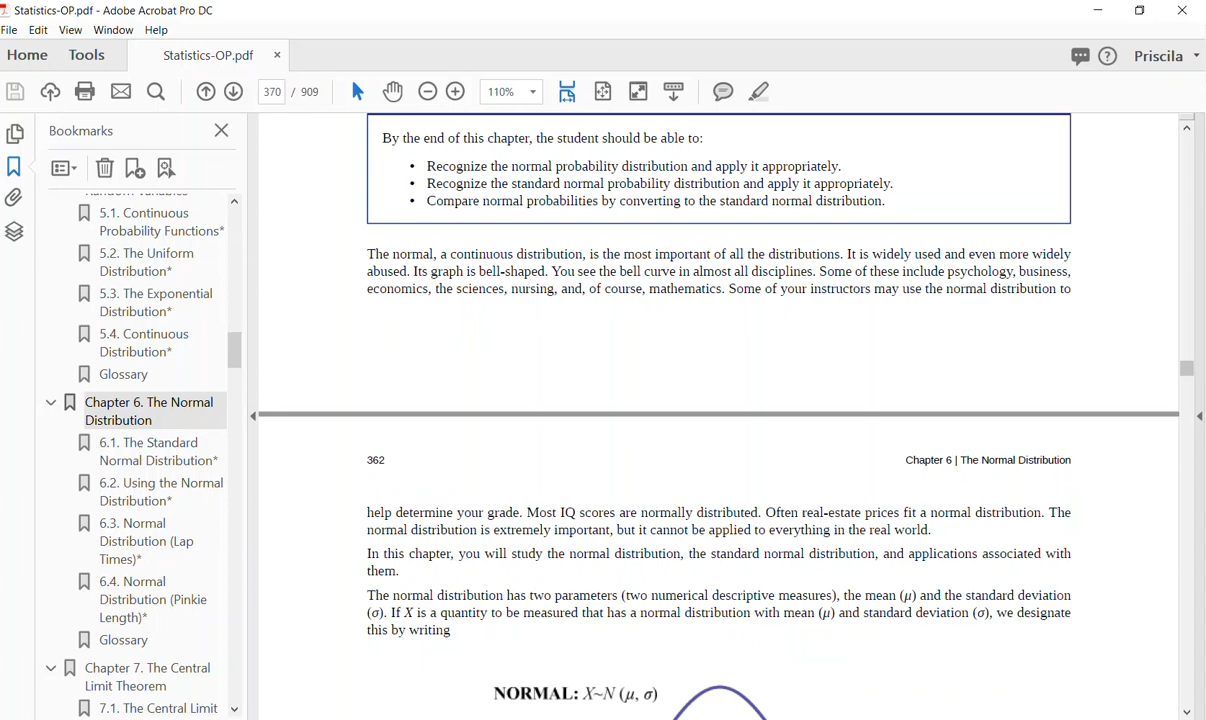 Statistics-OP.pdf - Adobe Acrobat Pro DC
File Edit View Window Help
Home Tools Statistics-OP.pdf ×
Priscila
370 / 909 110%
Bookmarks
5.1. Continuous
Probability Functions*
5.2. The Uniform
Distribution*
5.3. The Exponential
Distribution*
5.4. Continuous
Distribution*
Glossary
Chapter 6. The Normal
Distribution
6.1. The Standard
Normal Distribution*
6.2. Using the Normal
Distribution*
6.3. Normal
Distribution (Lap
Times)*
6.4. Normal
Distribution (Pinkie
Length)*
Glossary
Chapter 7. The Central
Limit Theorem
7.1. The Central Limit
By the end of this chapter, the student should be able to:
• Recognize the normal probability distribution and apply it appropriately.
• Recognize the standard normal probability distribution and apply it appropriately.
• Compare normal probabilities by converting to the standard normal distribution.
The normal, a continuous distribution, is the most important of all the distributions. It is widely used and even more widely
abused. Its graph is bell-shaped. You see the bell curve in almost all disciplines. Some of these include psychology, business,
economics, the sciences, nursing, and, of course, mathematics. Some of your instructors may use the normal distribution to
362 Chapter 6 | The Normal Distribution
help determine your grade. Most IQ scores are normally distributed. Often real-estate prices fit a normal distribution. The
normal distribution is extremely important, but it cannot be applied to everything in the real world.
In this chapter, you will study the normal distribution, the standard normal distribution, and applications associated with
them.
The normal distribution has two parameters (two numerical descriptive measures), the mean (μ) and the standard deviation
(σ). If X is a quantity to be measured that has a normal distribution with mean (μ) and standard deviation (σ), we designate
this by writing
NORMAL: X~N (μ, σ)